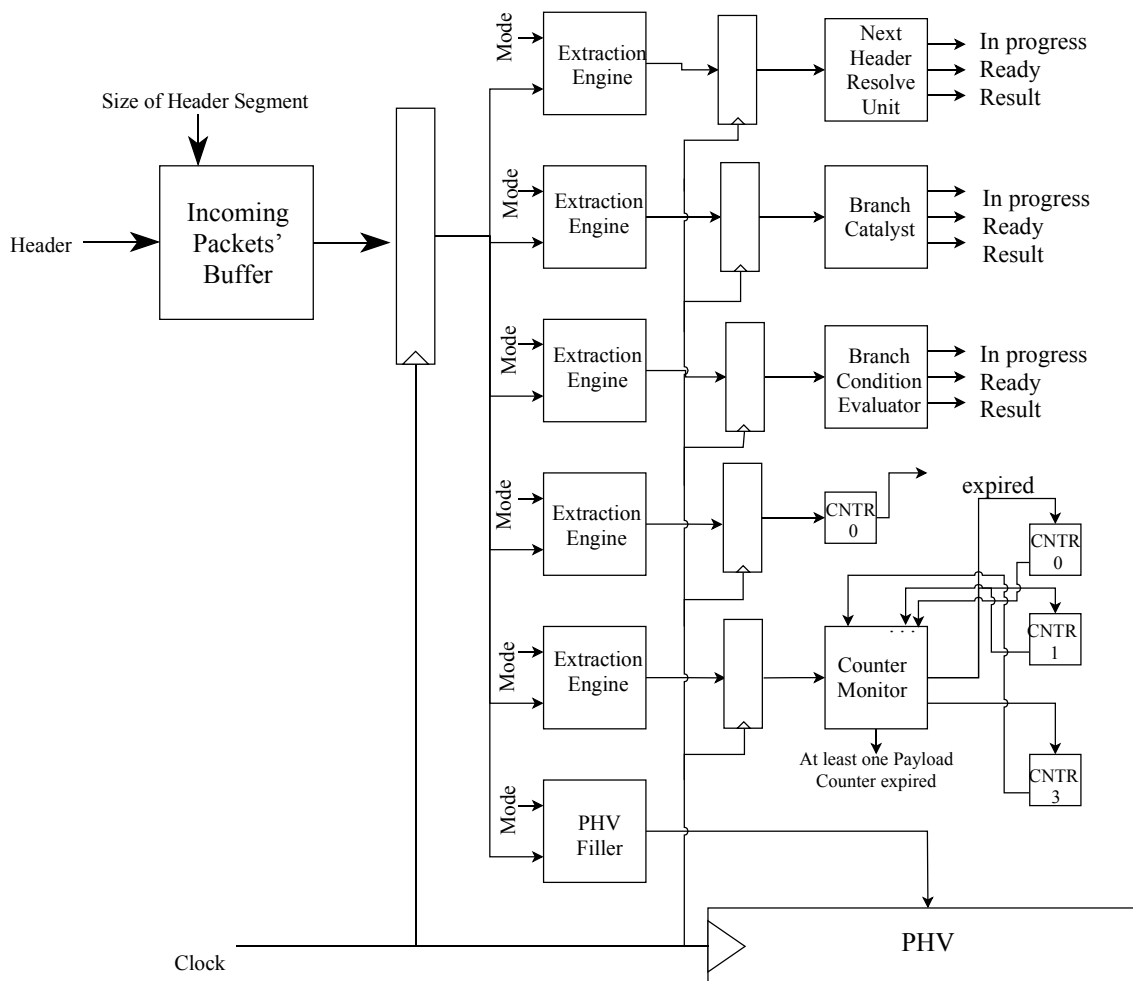 Mode
Extraction
Engine
Next
Header
Resolve
Unit
In progress
Ready
Result
Size of Header Segment
Header
Incoming
Packets’
Buffer
Mode
Extraction
Engine
Branch
Catalyst
In progress
Ready
Result
Mode
Extraction
Engine
Branch
Condition
Evaluator
In progress
Ready
Result
Mode
Extraction
Engine
CNTR
0
expired
CNTR
0
CNTR
1
Mode
Extraction
Engine
. . .
Counter
Monitor
At least one Payload
Counter expired
CNTR
3
Mode
PHV
Filler
PHV
Clock